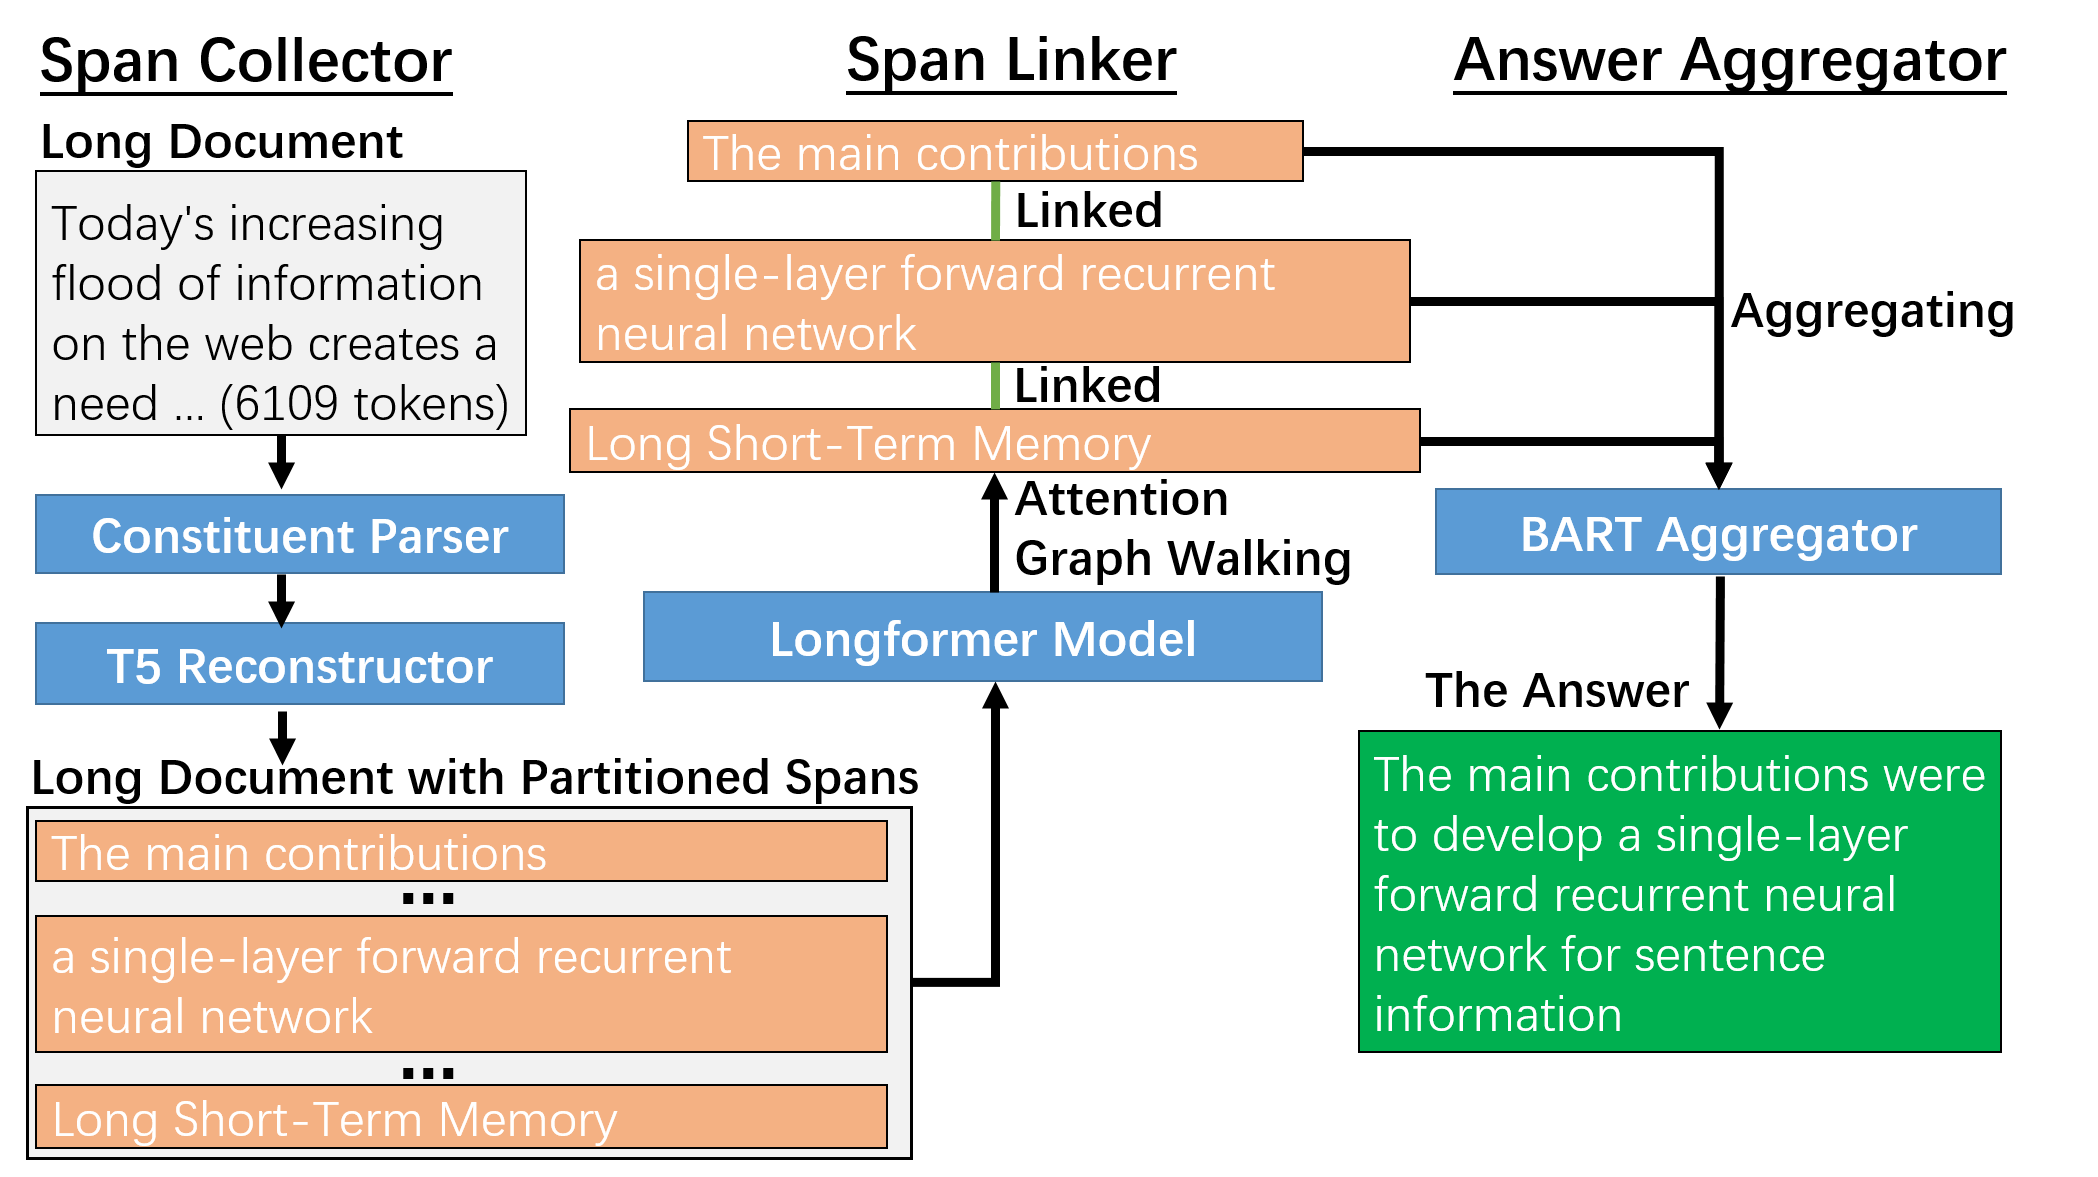 Span Collector
Long Document
Today's increasing
flood of information
on the web creates a
need ... (6109 tokens)
Constituent Parser
T5 Reconstructor
Long Document with Partitioned Spans
The main contributions
...
a single-layer forward recurrent
neural network
...
Long Short-Term Memory
Span Linker
The main contributions
Linked
a single-layer forward recurrent
neural network
Linked
Long Short-Term Memory
Attention
Graph Walking
Longformer Model
Answer Aggregator
Aggregating
BART Aggregator
The Answer
The main contributions were
to develop a single-layer
forward recurrent neural
network for sentence
information